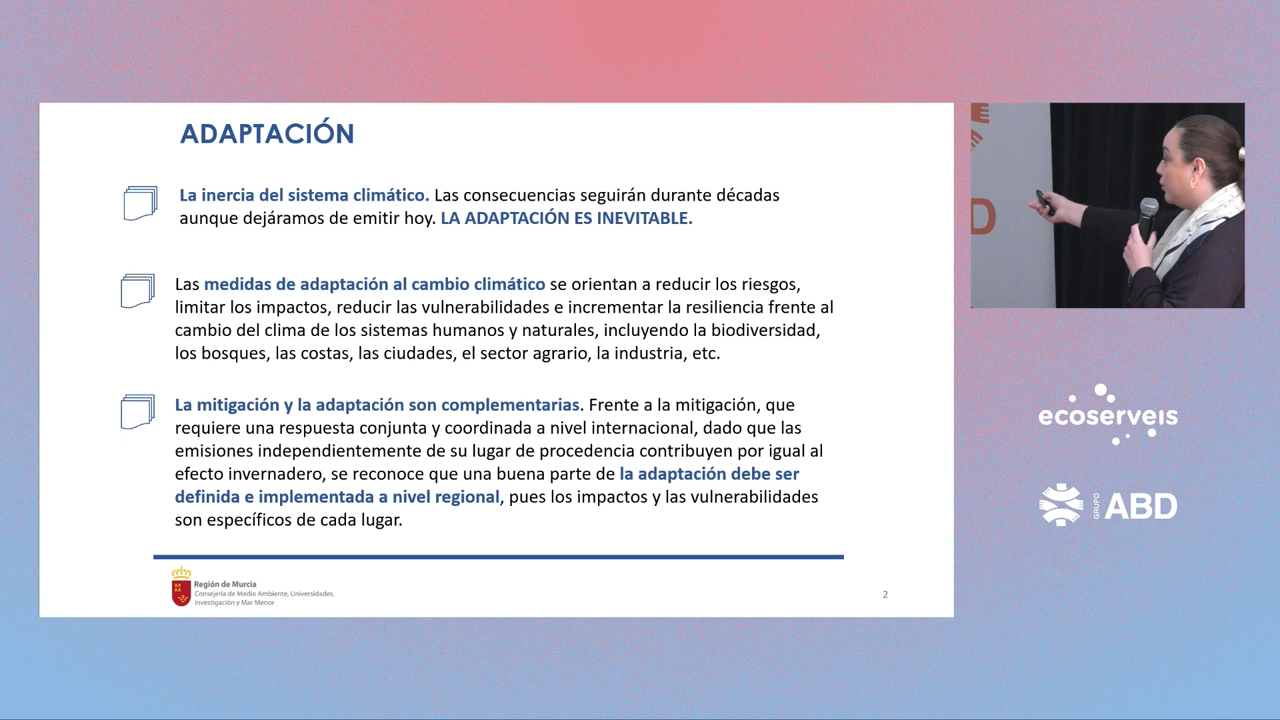 ADAPTACIÓN
La inercia del sistema climático. Las consecuencias seguirán durante décadas
aunque dejáramos de emitir hoy. LA ADAPTACIÓN ES INEVITABLE.
Las medidas de adaptación al cambio climático se orientan a reducir los riesgos,
limitar los impactos, reducir las vulnerabilidades e incrementar la resiliencia frente al
cambio del clima de los sistemas humanos y naturales, incluyendo la biodiversidad,
los bosques, las costas, las ciudades, el sector agrario, la industria, etc.
La mitigación y la adaptación son complementarias. Frente a la mitigación, que
requiere una respuesta conjunta y coordinada a nivel internacional, dado que las
emisiones independientemente de su lugar de procedencia contribuyen por igual al
efecto invernadero, se reconoce que una buena parte de la adaptación debe ser
definida e implementada a nivel regional, pues los impactos y las vulnerabilidades
son específicos de cada lugar.
Región de Murcia
Consejería de Medio Ambiente, Universidades,
Investigación y Mar Menor
2
D
ecoserveis
GRUPO ABD